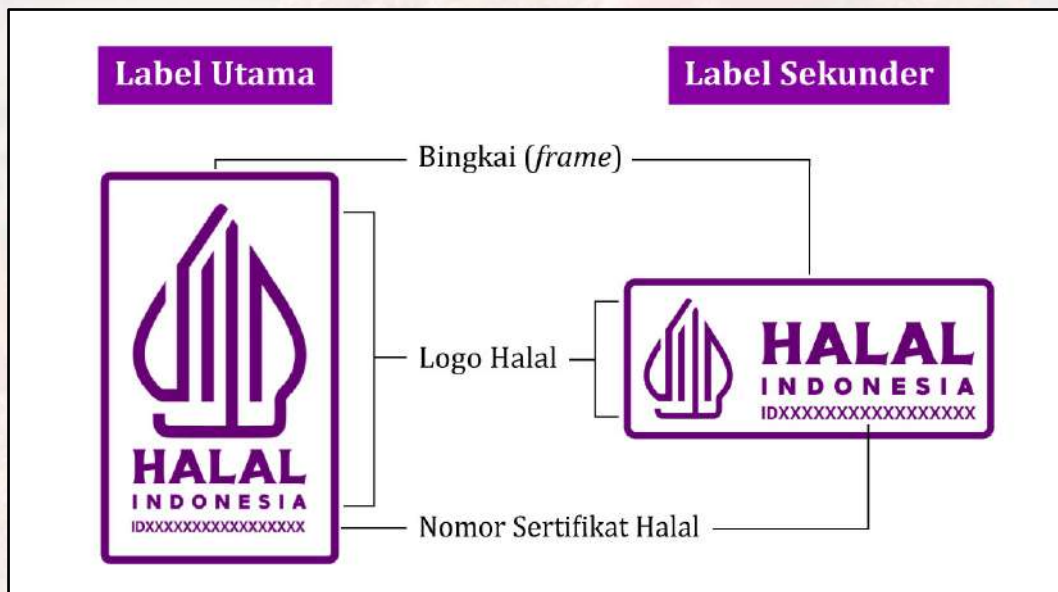 Label Utama
Label Sekunder
Bingkai (frame)
HALAL
INDONESIA
IDXXXXXXXXXXXXXXXXX
Logo Halal
HALAL
INDONESIA
IDXXXXXXXXXXXXXXXXX
Nomor Sertifikat Halal